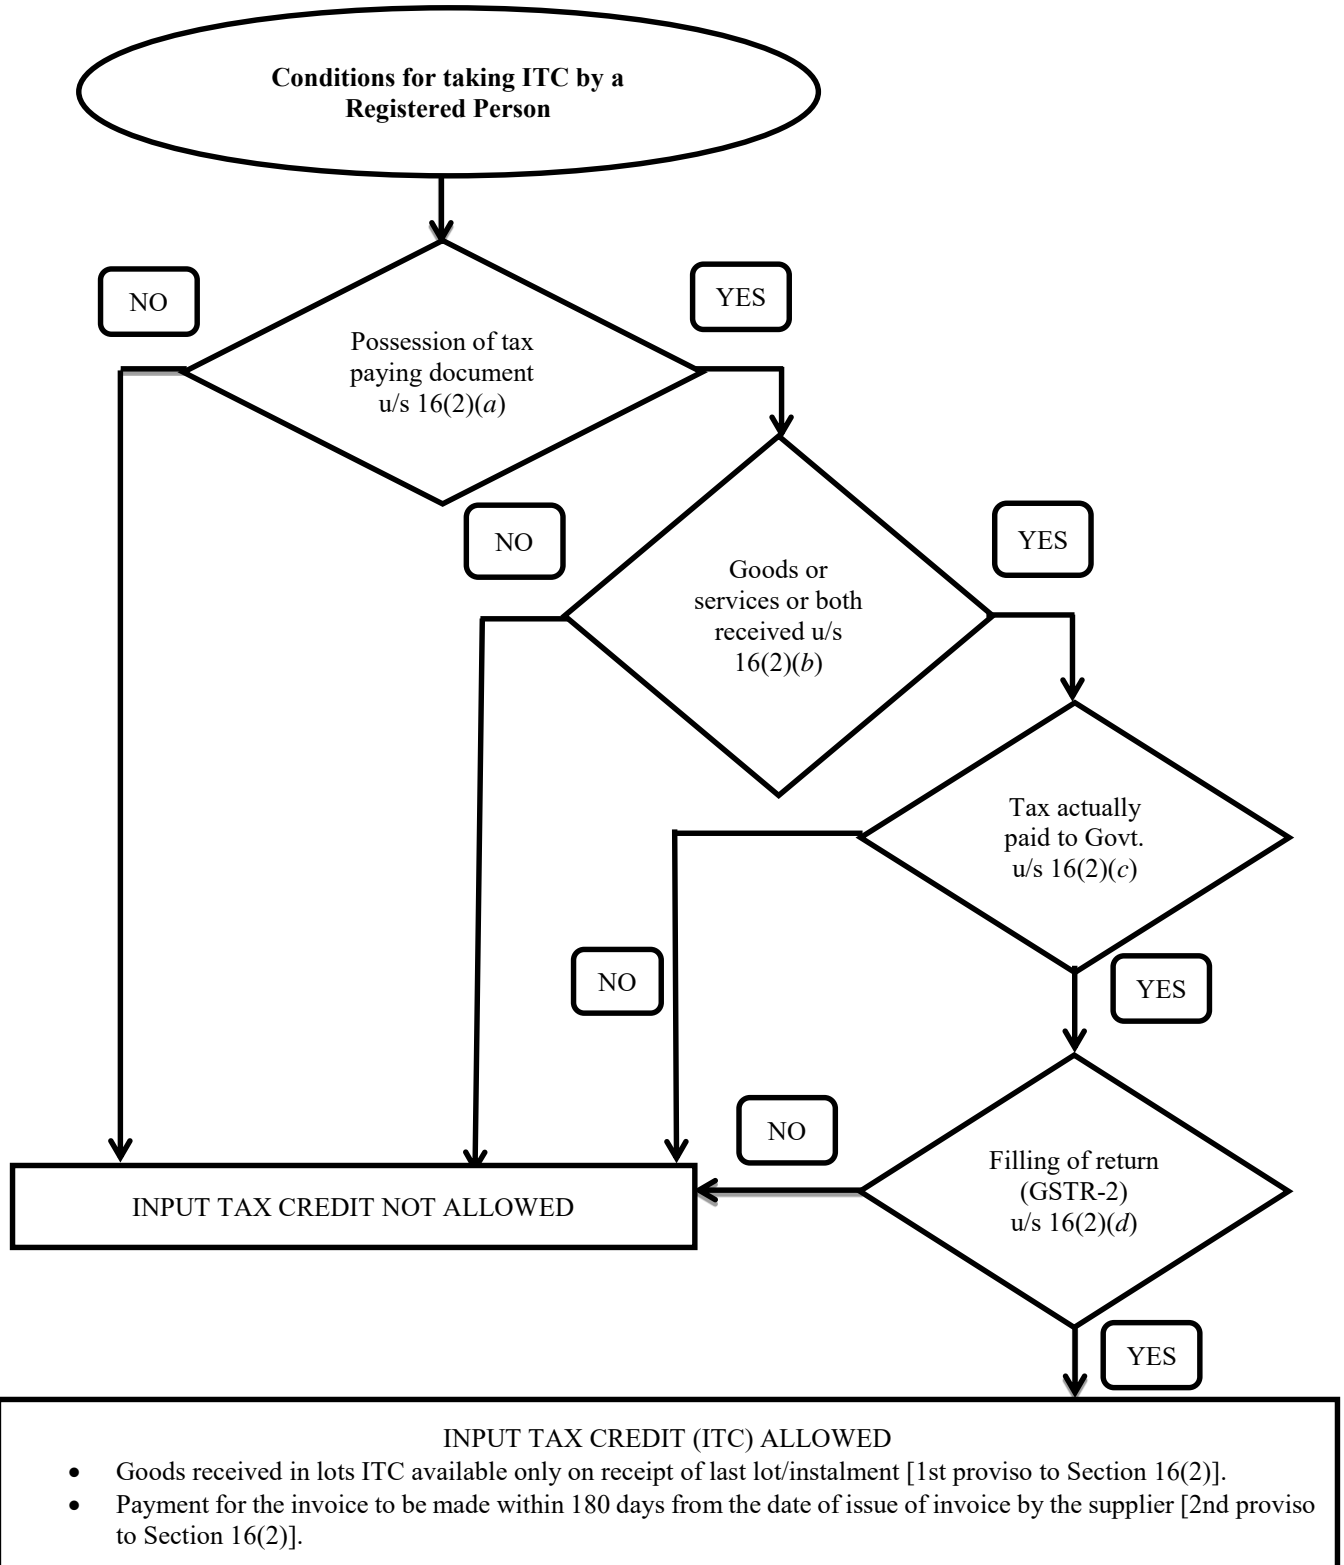 Conditions for taking ITC by a
Registered Person
NO
YES
Possession of tax
paying document
u/s 16(2)(a)
NO
YES
Goods or
services or both
received u/s
16(2)(b)
Tax actually
paid to Govt.
u/s 16(2)(c)
NO
YES
NO
Filling of return
(GSTR-2)
u/s 16(2)(d)
INPUT TAX CREDIT NOT ALLOWED
YES
INPUT TAX CREDIT (ITC) ALLOWED
• Goods received in lots ITC available only on receipt of last lot/instalment [1st proviso to Section 16(2)].
• Payment for the invoice to be made within 180 days from the date of issue of invoice by the supplier [2nd proviso
to Section 16(2)].